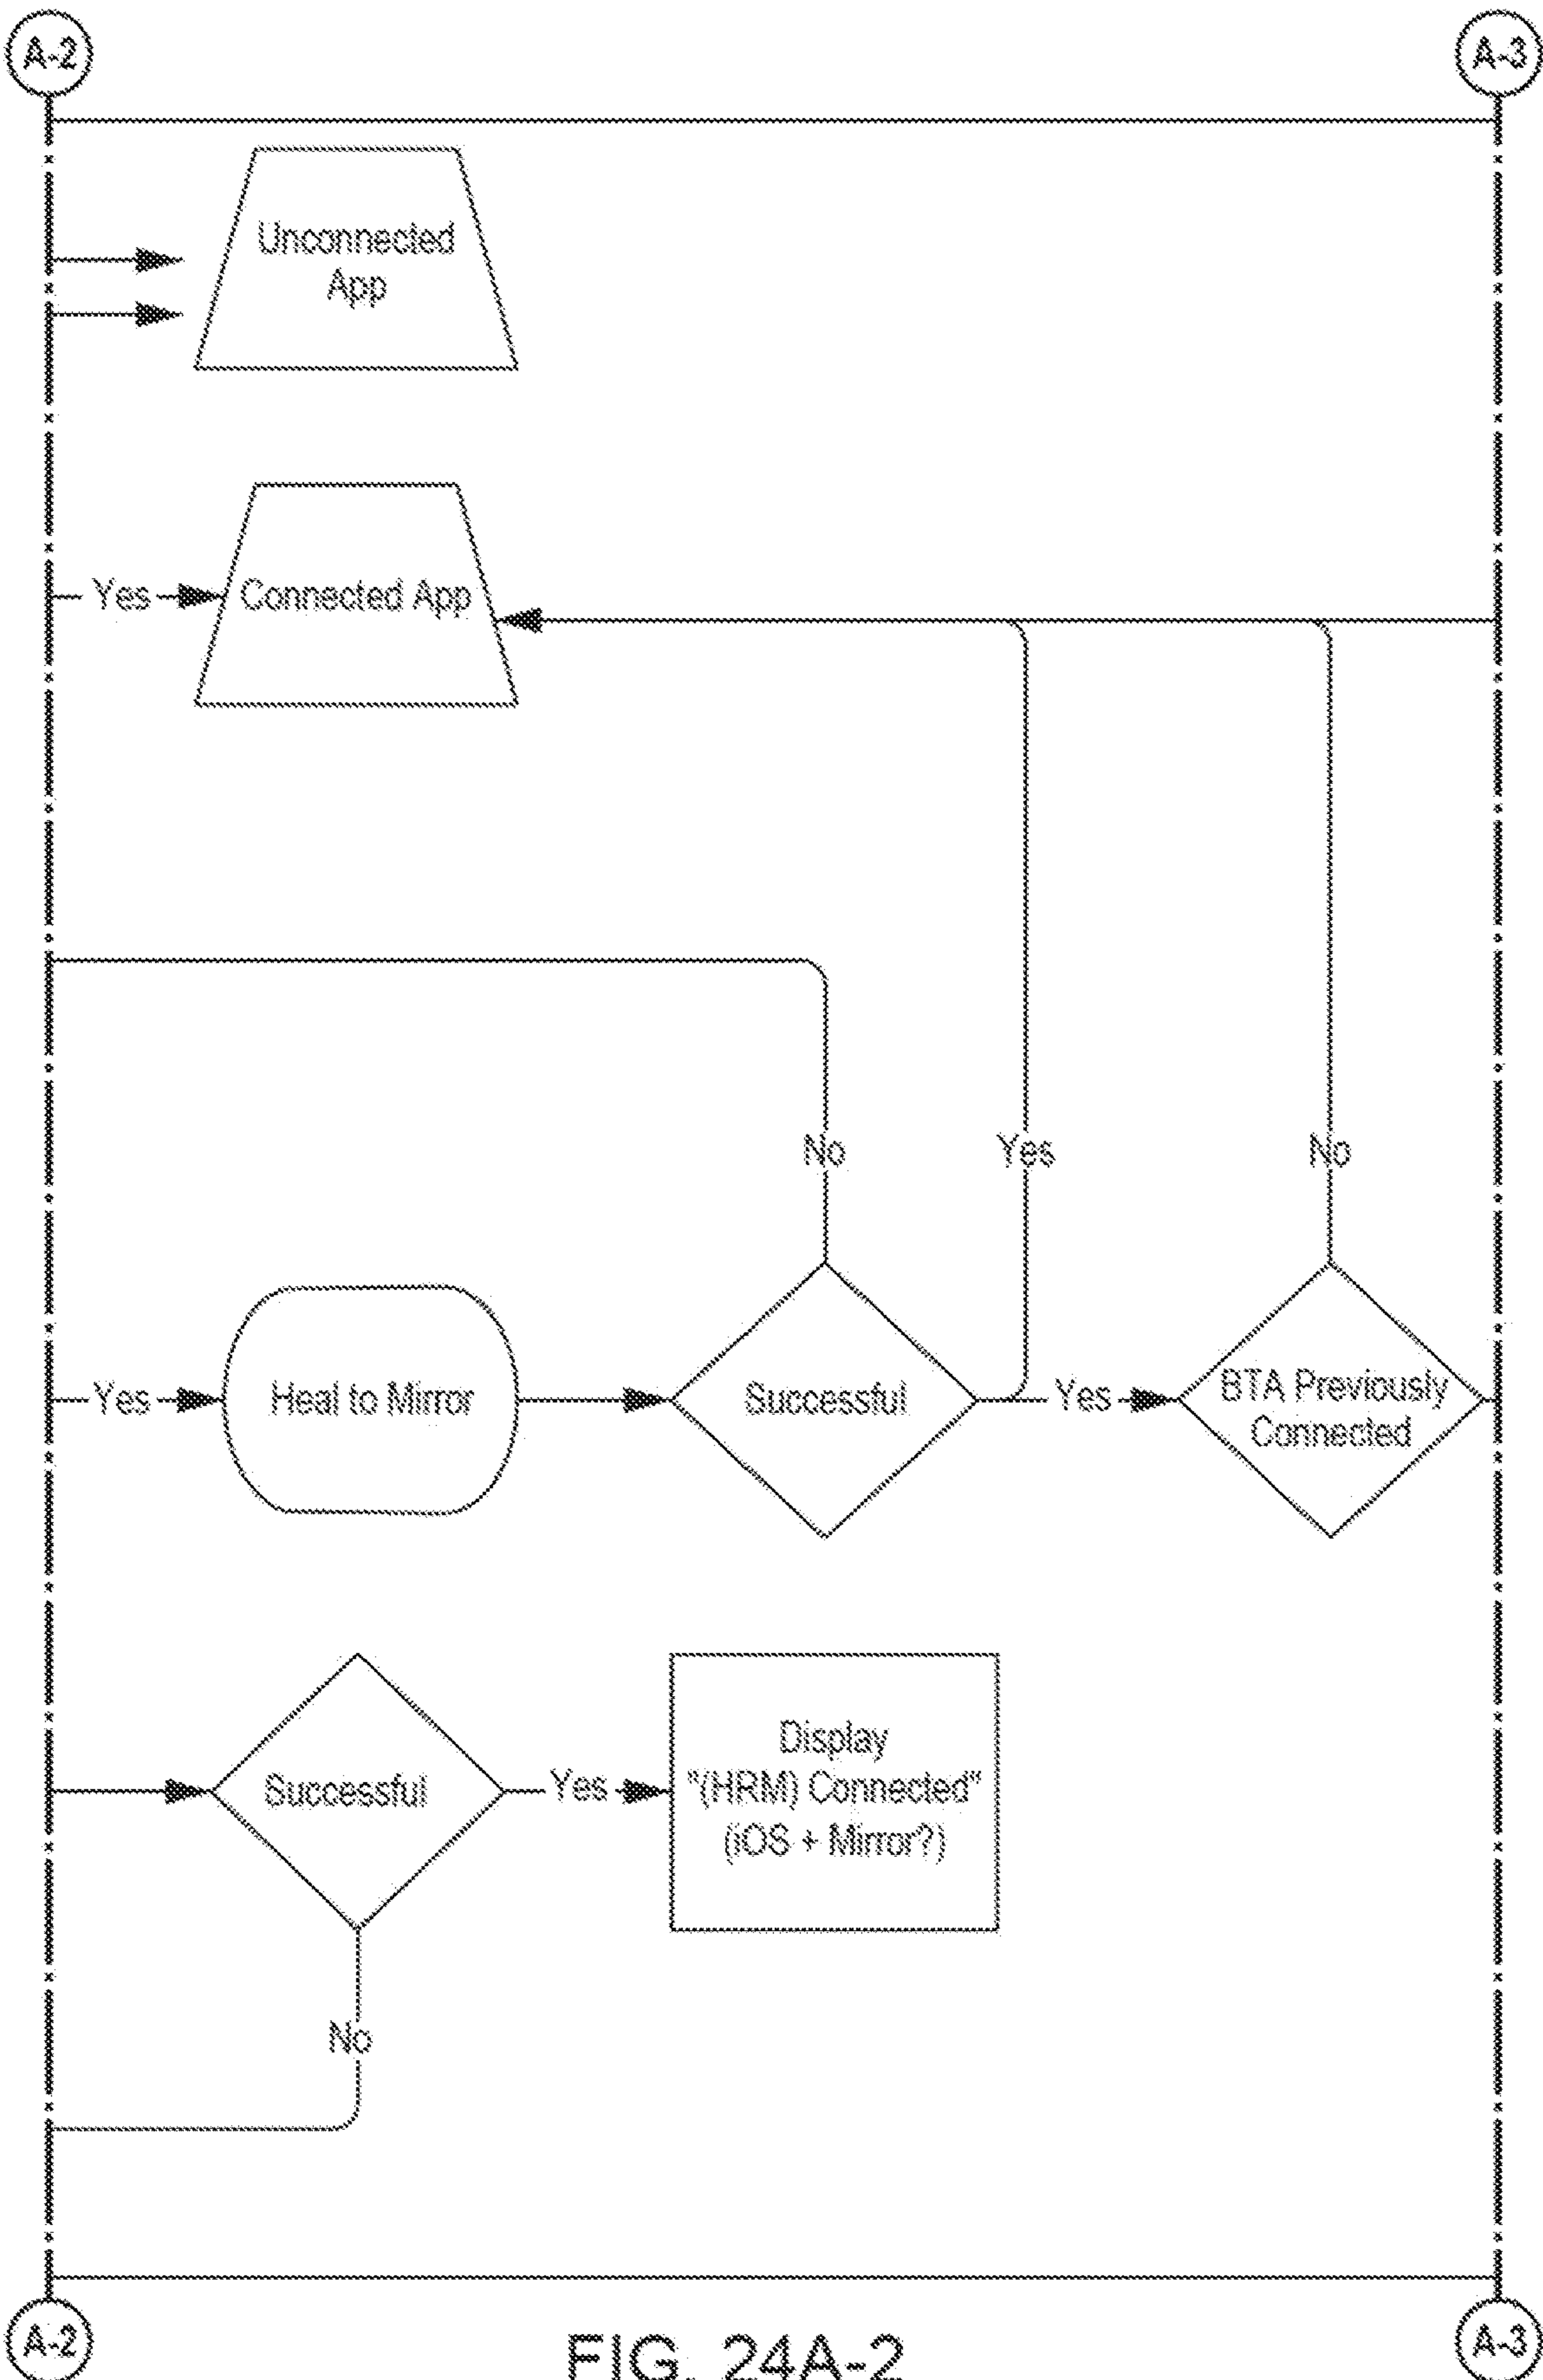 A-2
A-3
Unconnected
App
Yes
Connected App
No
Yes
No
Yes
Heal to Mirror
Successful
Yes
BTA Previously
Connected
Successful
Yes
Display
"(HRM) Connected"
(iOS + Mirror?)
No
A-2
A-3
FIG. 24A-2